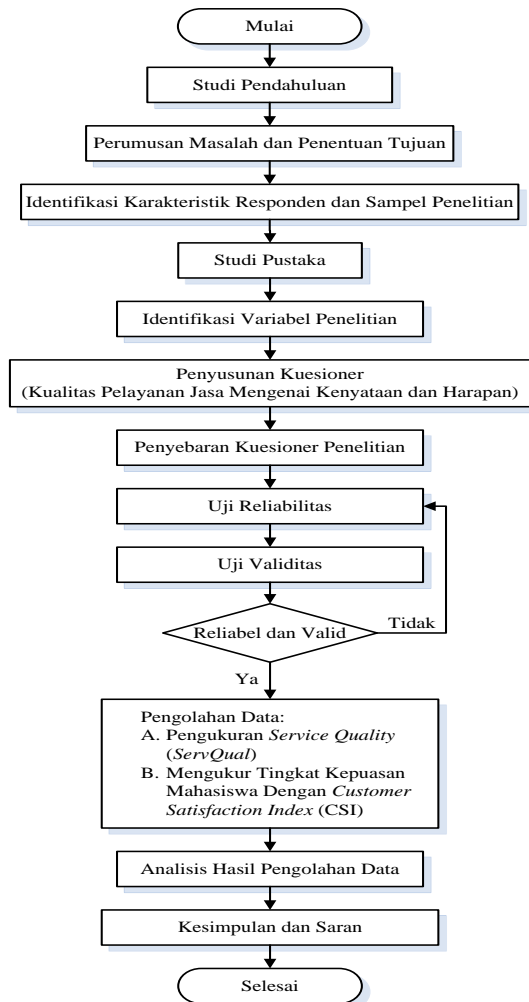 Mulai
Studi Pendahuluan
Perumusan Masalah dan Penentuan Tujuan
Identifikasi Karakteristik Responden dan Sampel Penelitian
Studi Pustaka
Identifikasi Variabel Penelitian
Penyusunan Kuesioner
(Kualitas Pelayanan Jasa Mengenai Kenyataan dan Harapan)
Penyebaran Kuesioner Penelitian
Uji Reliabilitas
Uji Validitas
Reliabel dan Valid
Tidak
Ya
Pengolahan Data:
A. Pengukuran Service Quality
(ServQual)
B. Mengukur Tingkat Kepuasan
Mahasiswa Dengan Customer
Satisfaction Index (CSI)
Analisis Hasil Pengolahan Data
Kesimpulan dan Saran
Selesai